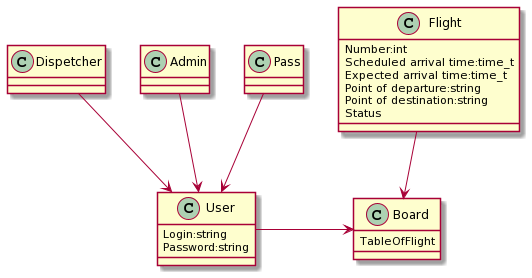 C Dispetcher
C Admin
C Pass
C Flight
Number:int
Scheduled arrival time:time_t
Expected arrival time:time_t
Point of departure:string
Point of destination:string
Status
C User
Login:string
Password:string
C Board
TableOfFlight